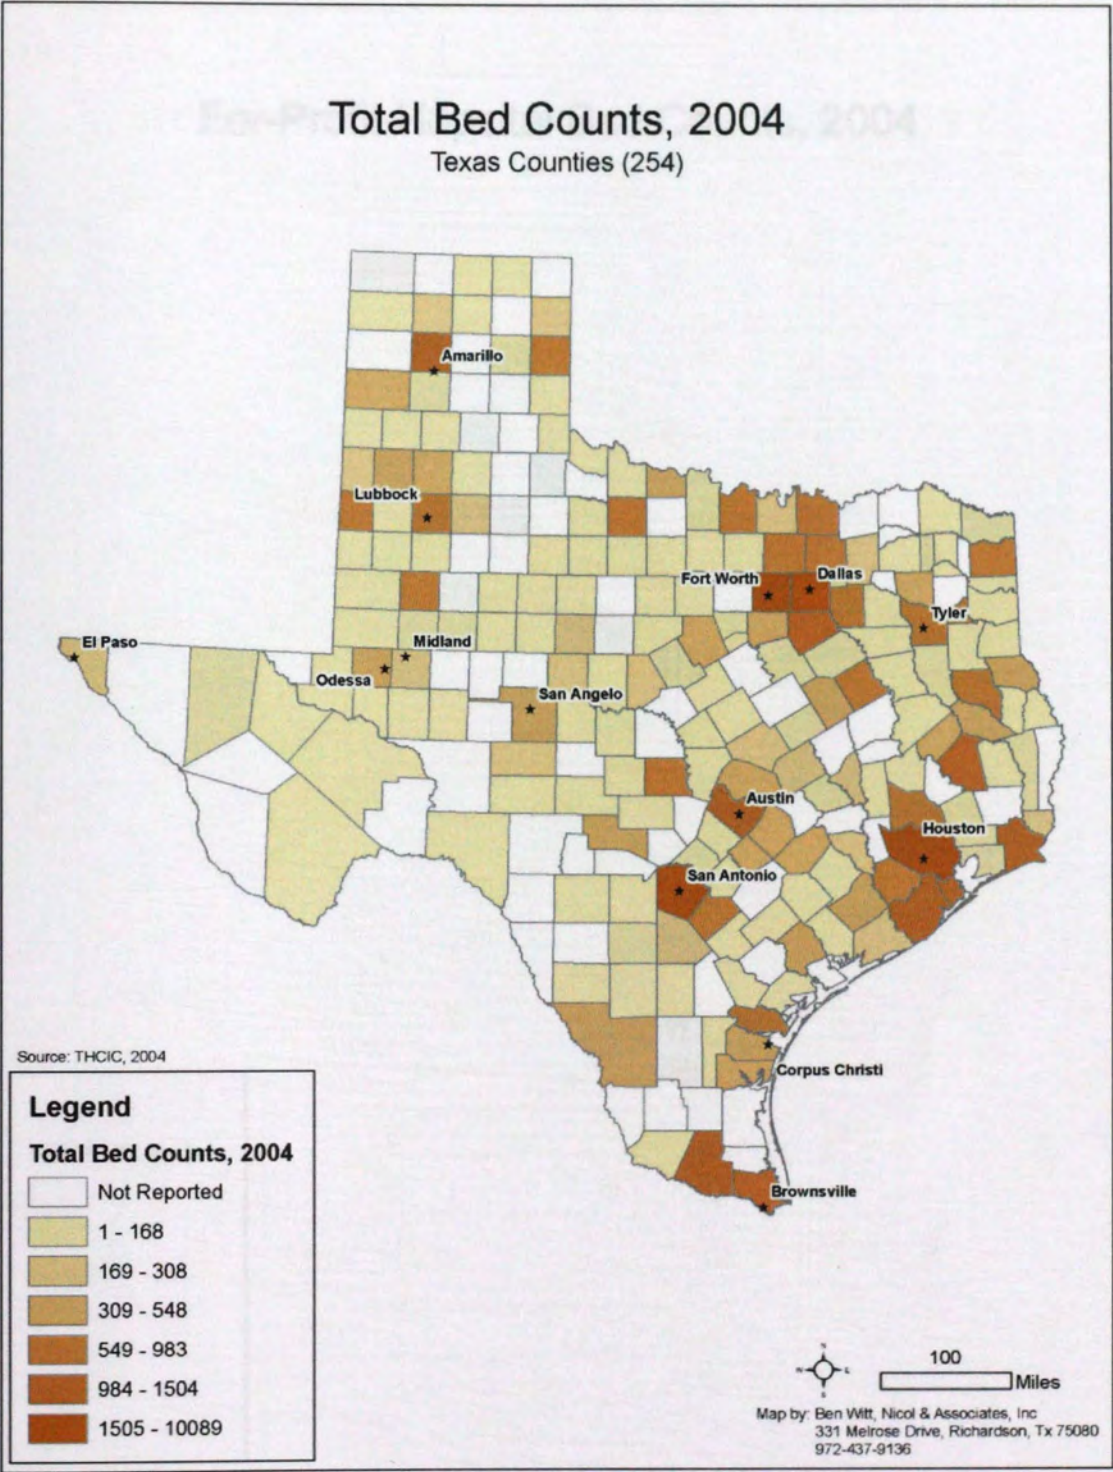 Total Bed Counts, 2004
Texas Counties (254)
Amarillo
Lubbock
Fort Worth
Dallas
Tyler
El Paso
Midland
Odessa
San Angelo
Austin
Houston
San Antonio
Source: THCIC, 2004
Corpus Christi
Legend
Total Bed Counts, 2004
Not Reported
1 - 168
169 - 308
309 - 548
549 - 983
984 - 1504
1505 - 10089
Brownsville
100
Miles
Map by: Ben Witt, Nicol & Associates, Inc
331 Melrose Drive, Richardson, Tx 75080
972-437-9136